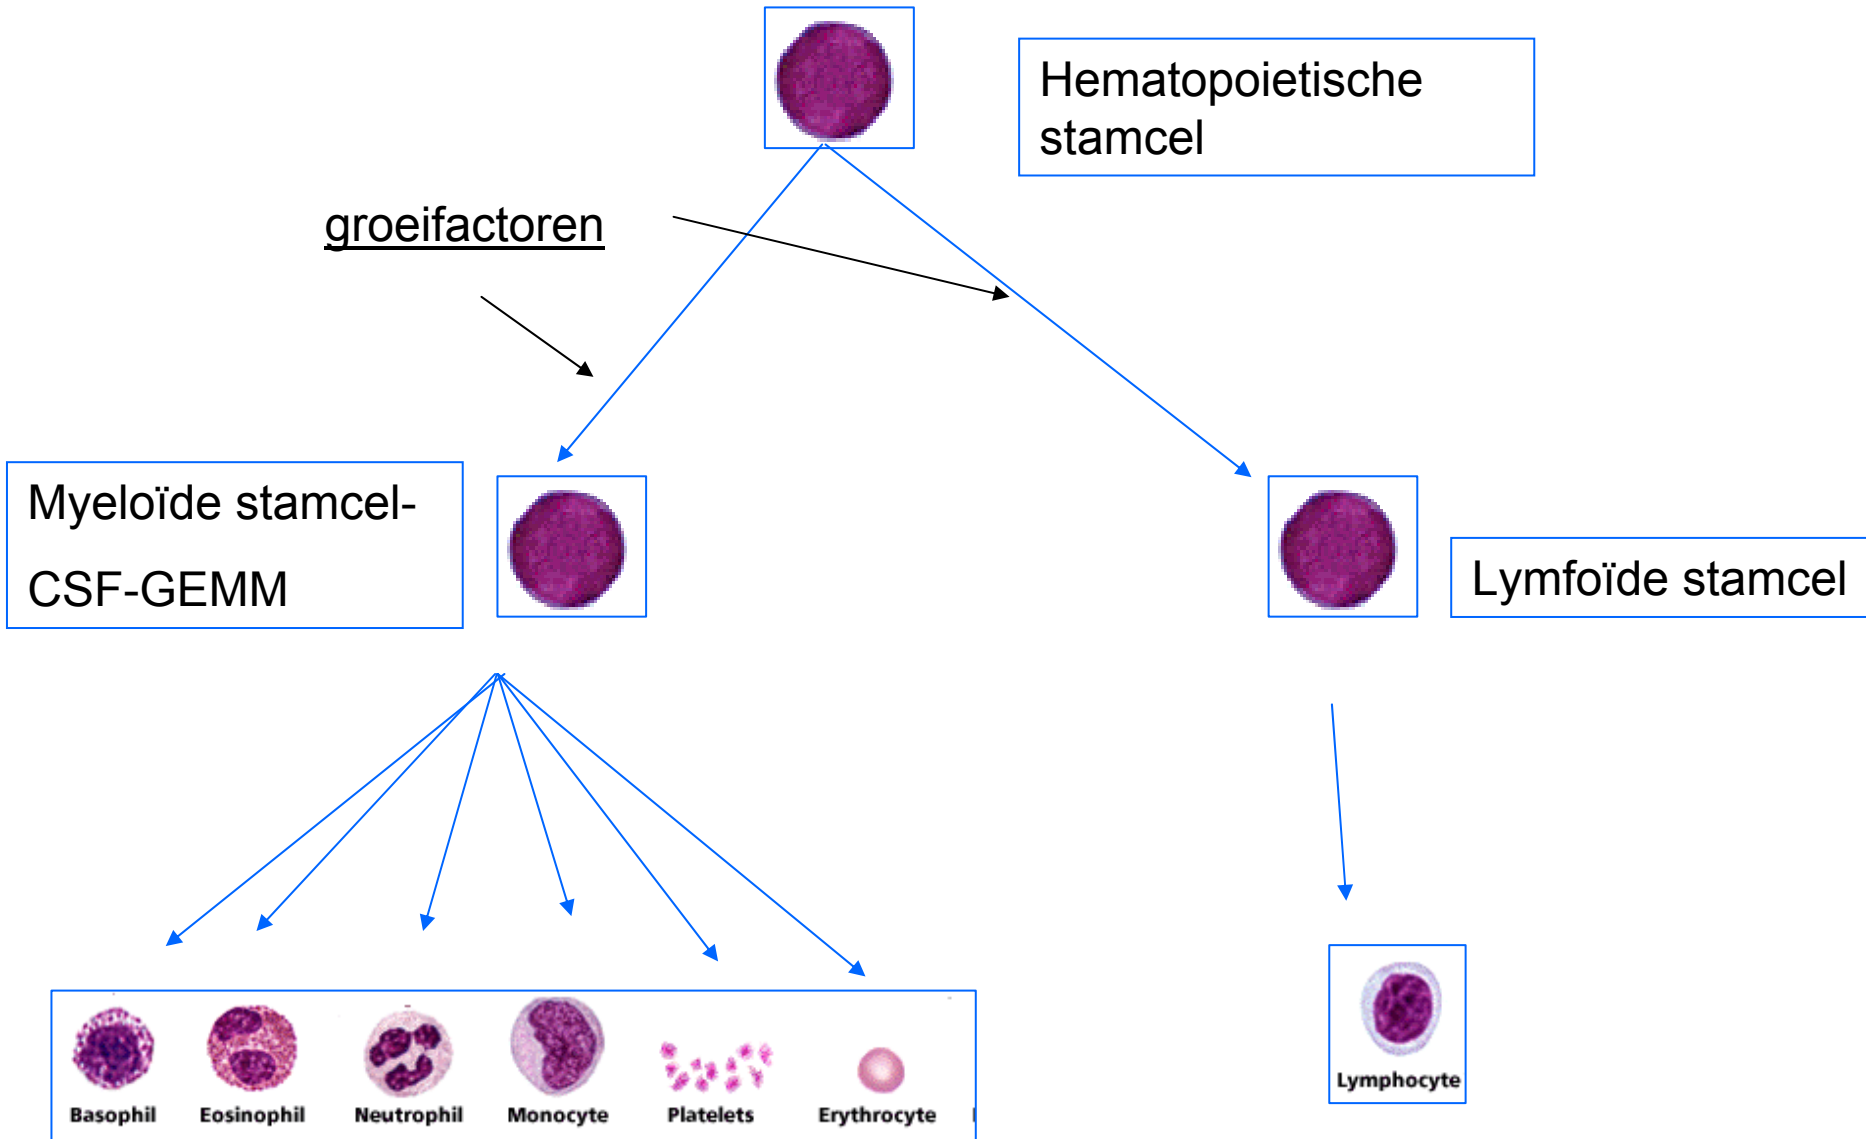 Hematopoietische
stamcel
groeifactoren
Myeloïde stamcel-
CSF-GEMM
Lymfoïde stamcel
Basophil
Eosinophil
Neutrophil
Monocyte
Platelets
Erythrocyte
Lymphocyte